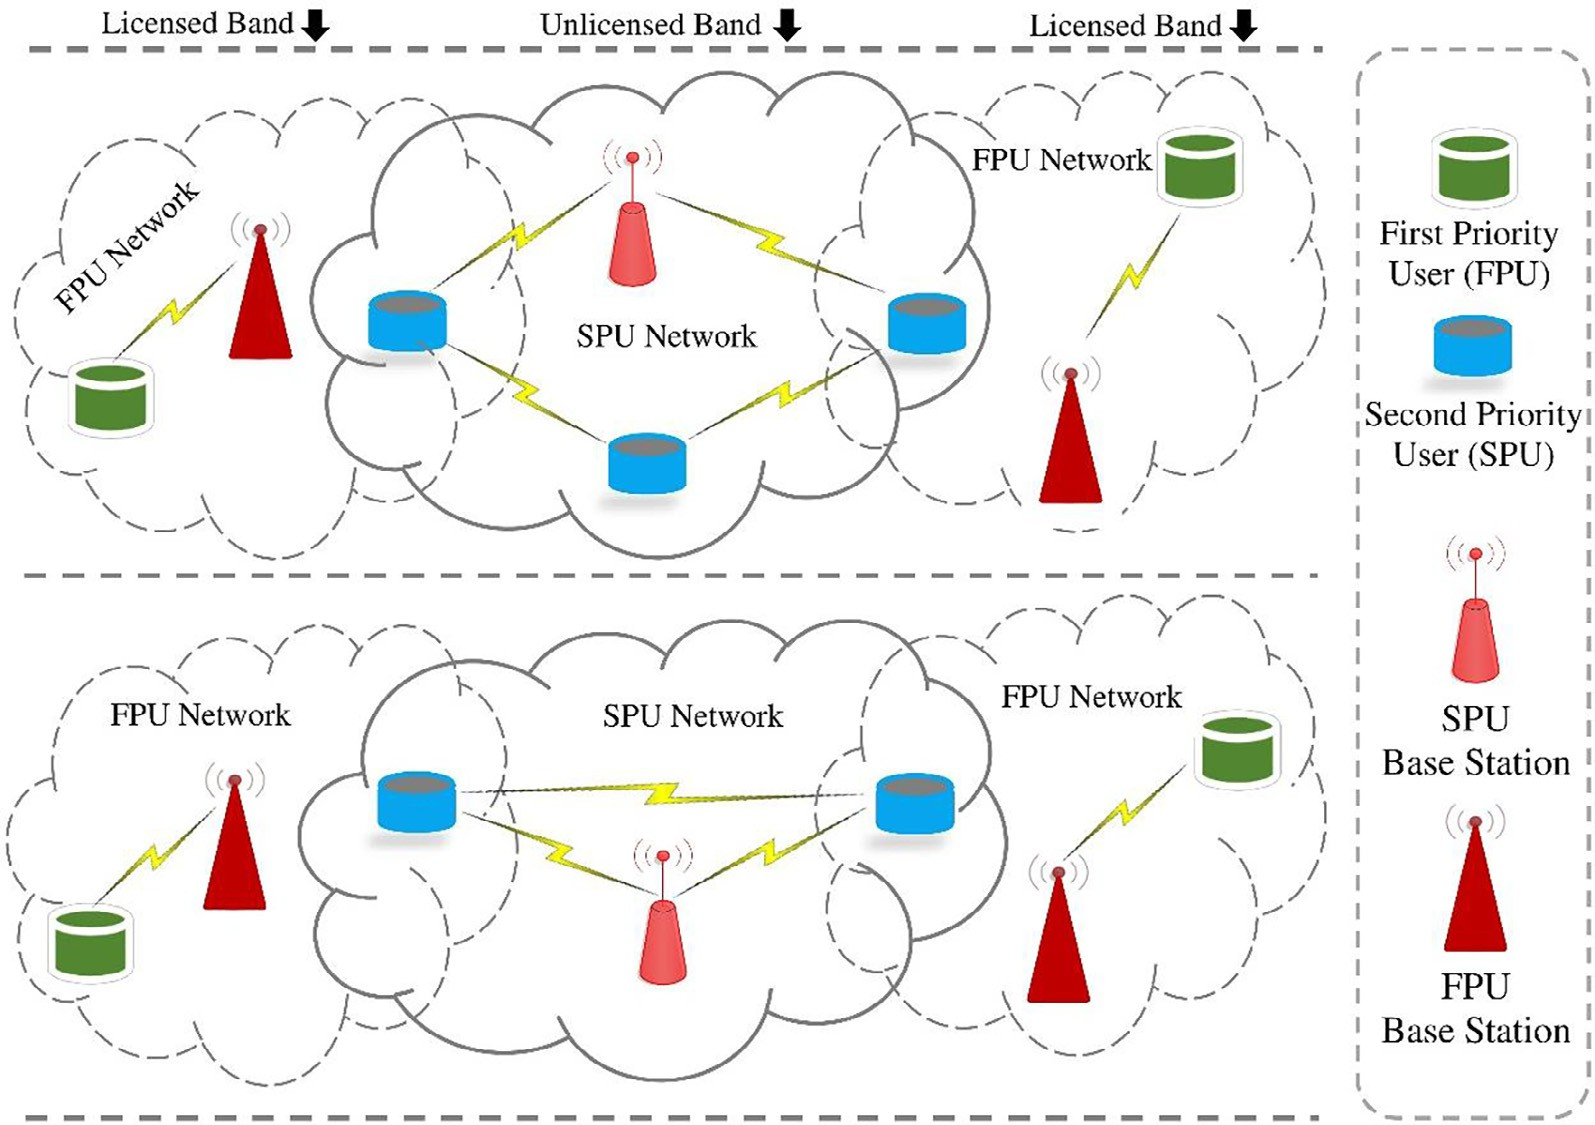 Licensed Band
Unlicensed Band
Licensed Band
FPU Network
FPU Network
SPU Network
FPU Network
SPU Network
FPU Network
First Priority
User (FPU)
Second Priority
User (SPU)
SPU
Base Station
FPU
Base Station